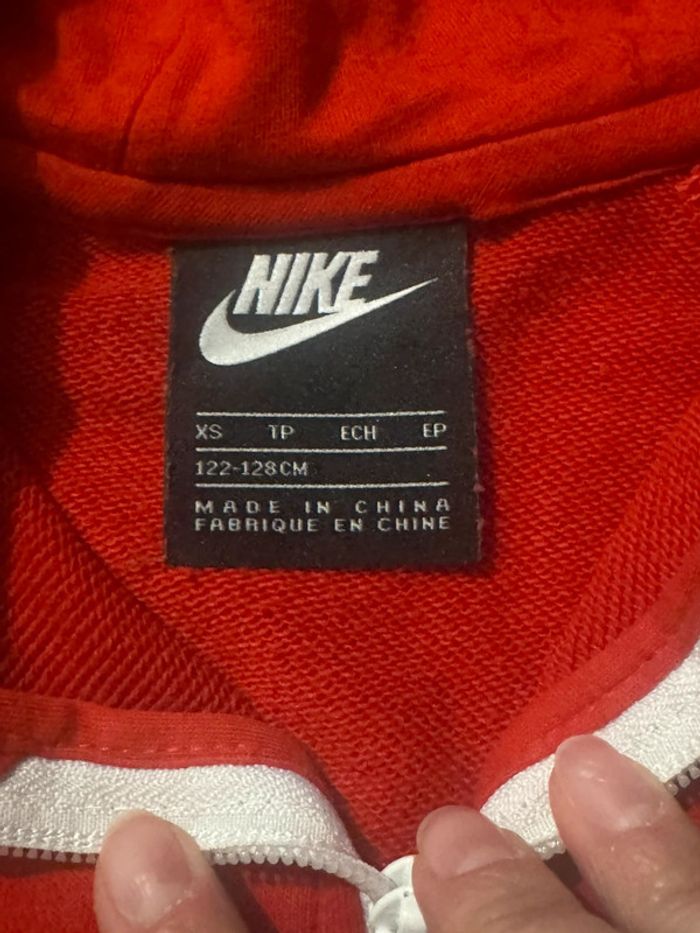 NIKE
XS TP ECH EP
122-128CM
MADE IN CHINA
FABRIQUE EN CHINE